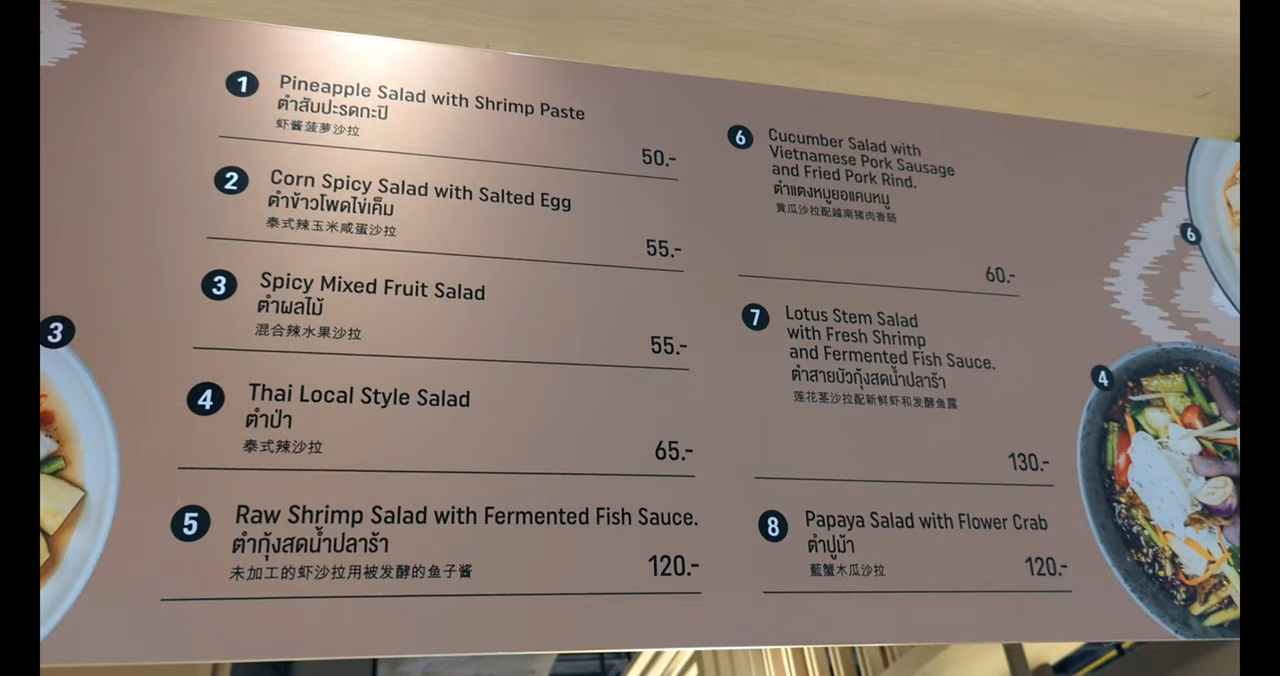 1
Pineapple Salad with Shrimp Paste
ตำสับปะรดกะปิ
虾酱菠萝沙拉
50.-
2
Corn Spicy Salad with Salted Egg
ตำข้าวโพดไข่เค็ม
泰式辣玉米咸蛋沙拉
55.-
3
Spicy Mixed Fruit Salad
ตำผลไม้
混合辣水果沙拉
55.-
4
Thai Local Style Salad
ตำป่า
泰式辣沙拉
65.-
5
Raw Shrimp Salad with Fermented Fish Sauce.
ตำกุ้งสดน้ำปลาร้า
未加工的虾沙拉用被发酵的鱼子酱
120.-
6
Cucumber Salad with
Vietnamese Pork Sausage
and Fried Pork Rind.
ตำแตงหมูยอแคบหมู
黄瓜沙拉配越南猪肉香肠
60.-
7
Lotus Stem Salad
with Fresh Shrimp
and Fermented Fish Sauce.
ตำสายบัวกุ้งสดน้ำปลาร้า
莲花茎沙拉配新鲜虾和发酵鱼露
130.-
8
Papaya Salad with Flower Crab
ตำปูม้า
藍蟹木瓜沙拉
120.-
3
6
4